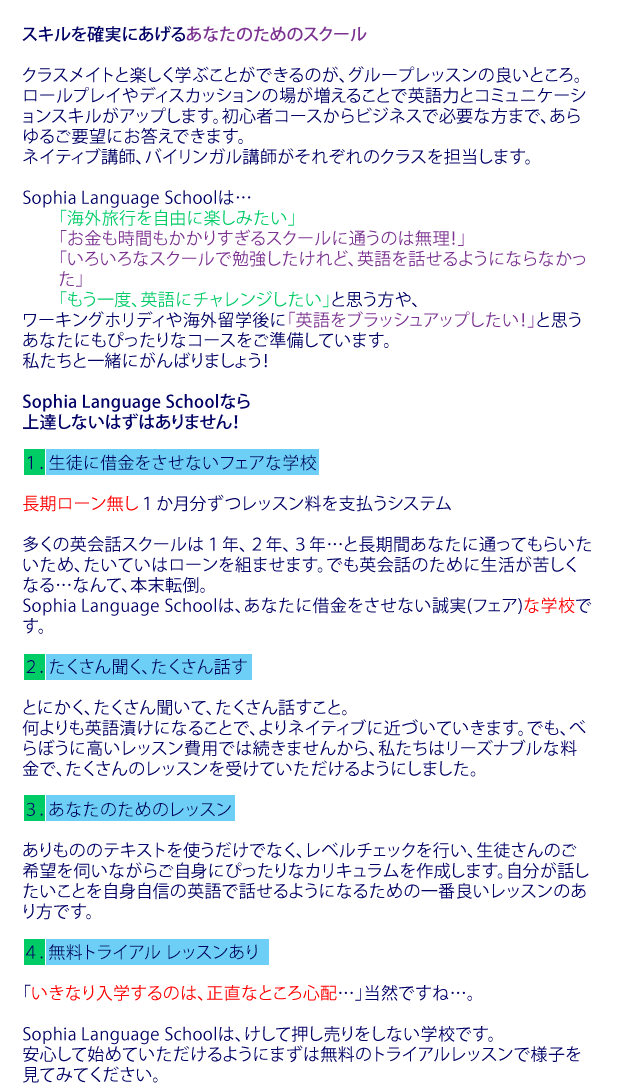 スキルを確実にあげるあなたのためのスクール
クラスメイトと楽しく学ぶことができるのが、グループレッスンの良いところ。
ロールプレイやディスカッションの場が増えることで英語力とコミュニケーシ
ョンスキルがアップします。初心者コースからビジネスで必要な方まで、あら
ゆるご要望にお答えできます。
ネイティブ講師、バイリンガル講師がそれぞれのクラスを担当します。
Sophia Language Schoolは…
「海外旅行を自由に楽しみたい」
「お金も時間もかかりすぎるスクールに通うのは無理!」
「いろいろなスクールで勉強したけれど、英語を話せるようにならなかっ
た」
「もう一度、英語にチャレンジしたい」と思う方や、
ワーキングホリディや海外留学後に「英語をブラッシュアップしたい!」と思う
あなたにもぴったりなコースをご準備しています。
私たちと一緒にがんばりましょう!
Sophia Language Schoolなら
上達しないはずはありません!
1. 生徒に借金をさせないフェアな学校
長期ローン無し１か月分ずつレッスン料を支払うシステム
多くの英会話スクールは１年、２年、３年…と長期間あなたに通ってもらいた
いため、たいていはローンを組ませます。でも英会話のために生活が苦しく
なる…なんて、本末転倒。
Sophia Language Schoolは、あなたに借金をさせない誠実(フェア)な学校で
す。
2. たくさん聞く、たくさん話す
とにかく、たくさん聞いて、たくさん話すこと。
何よりも英語漬けになることで、よりネイティブに近づいていきます。でも、べ
らぼうに高いレッスン費用では続きませんから、私たちはリーズナブルな料
金で、たくさんのレッスンを受けていただけるようにしました。
3. あなたのためのレッスン
ありもののテキストを使うだけでなく、レベルチェックを行い、生徒さんのご
希望を伺いながらご自身にぴったりなカリキュラムを作成します。自分が話し
たいことを自身自信の英語で話せるようになるための一番良いレッスンのあ
り方です。
4. 無料トライアル レッスンあり
「いきなり入学するのは、正直なところ心配…」当然ですね…。
Sophia Language Schoolは、けして押し売りをしない学校です。
安心して始めていただけるようにまずは無料のトライアルレッスンで様子を
見てみてください。